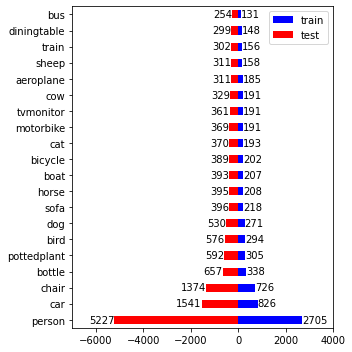 bus 254 131
train
diningtable 299 148
test
train 302 156
sheep 311 158
aeroplane 311 185
cow 329 191
tvmonitor 361 191
motorbike 369 191
cat 370 193
bicycle 389 202
boat 393 207
horse 395 208
sofa 396 218
dog 530 271
bird 576 294
pottedplant 592 305
bottle 657 338
chair 1374 726
car 1541 826
person 5227 2705
−6000 −4000 −2000 0 2000 4000